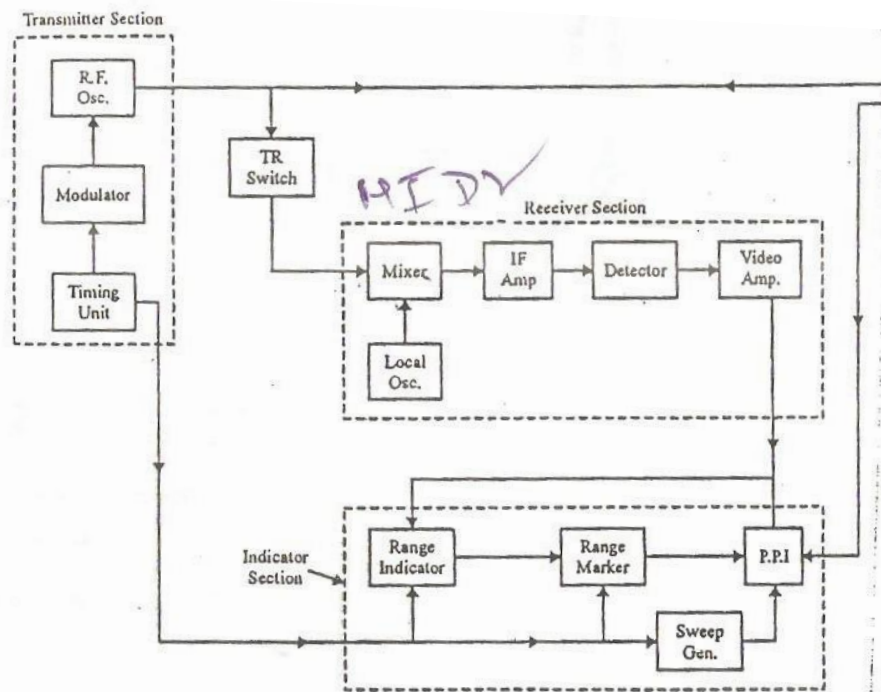 Transmitter Section
R.F.
Osc.
TR
Switch
Modulator
MIDV
Receiver Section
Mixer
IF
Amp
Detector
Video
Amp.
Timing
Unit
Local
Osc.
Indicator
Section
Range
Indicator
Range
Marker
P.P.I
Sweep
Gen.